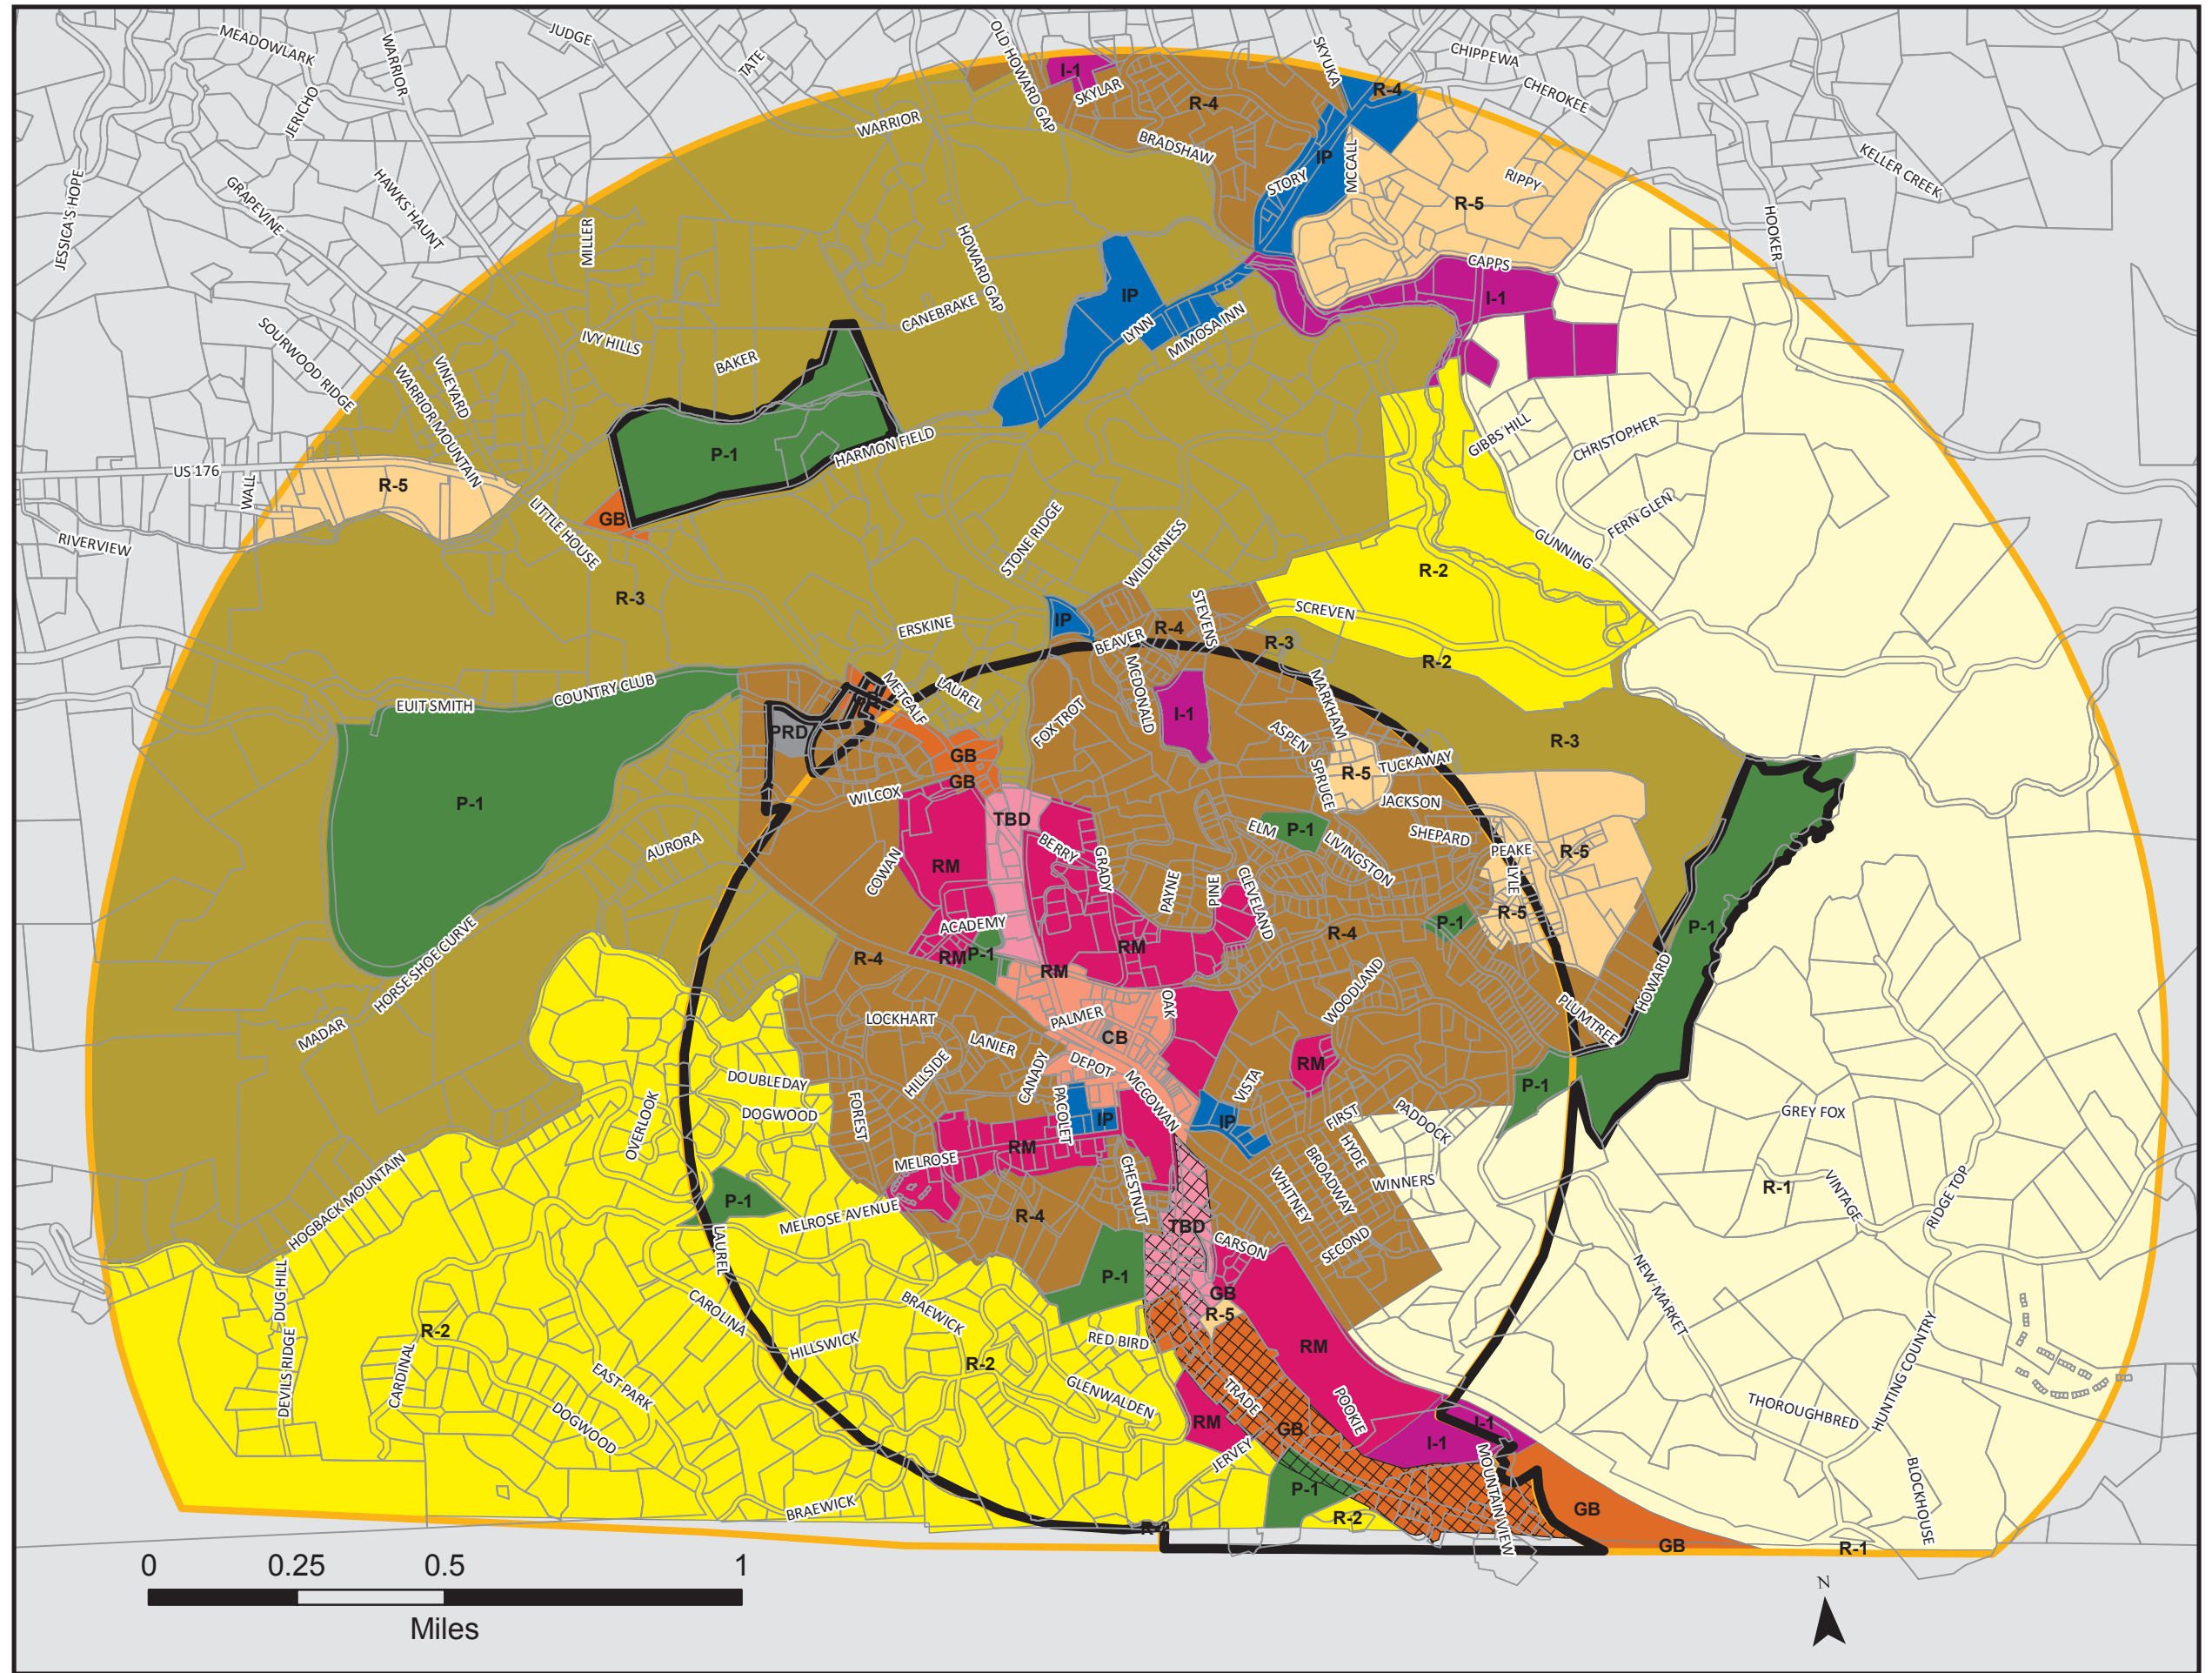 MEADOWLARK
WARRIOR
JUDGE
TATE
OLD HOWARD GAP
SKYUKA
CHIPPEWA
CHEROKEE
I-1
SKYLAR
R-4
R-4
JERICHO
WARRIOR
BRADSHAW
IP
MCCALL
STORY
RIPPY
R-5
KELLER CREEK
JESSICA'S HOPE
GRAPEVINE
HAWKS HAUNT
MILLER
HOWARD GAP
HOOKER
CAPPS
I-1
IP
LYNN
MIMOSA INN
CANEBRAKE
SOURWOOD RIDGE
IVY HILLS
BAKER
VINEYARD
WARRIOR MOUNTAIN
GIBBS HILL
CHRISTOPHER
HARMON FIELD
P-1
US 176
WALL
R-5
GB
LITTLE HOUSE
RIVERVIEW
STONE RIDGE
WILDERNESS
FERN GLEN
GUNNING
R-2
R-3
IP
ERSKINE
BEAVER
R-4
STEVENS
SCREVEN
R-3
R-2
COUNTRY CLUB
EUIT SMITH
METCALF
LAUREL
MCDONALD
MARKHAM
I-1
FOX TROT
PRD
ASPEN
R-3
GB
GB
SPRUCE
R-5
TUCKAWAY
WILCOX
JACKSON
P-1
TBD
ELM
P-1
SHEPARD
LIVINGSTON
AURORA
BERRY
GRADY
PEAKE
R-5
LYLE
COWAN
RM
PAYNE
PINE
CLEVELAND
R-5
ACADEMY
P-1
R-4
P-1
HORSE SHOE CURVE
R-4
RM
P-1
RM
RM
HOWARD
MADAR
WOODLAND
OAK
PLUMTREE
LOCKHART
PALMER
CB
LANIER
DEPOT
RM
HILLSIDE
CANADY
MCCOWAN
VISTA
P-1
DOUBLEDAY
DOGWOOD
FOREST
PACOLET
IP
IP
FIRST
PADDOCK
GREY FOX
OVERLOOK
RM
HYDE
BROADWAY
MELROSE
CHESTNUT
WHITNEY
WINNERS
R-1
VINTAGE
RIDGE TOP
HOGBACK MOUNTAIN
P-1
MELROSE AVENUE
R-4
TBD
CARSON
SECOND
LAUREL
P-1
DUG HILL
GB
R-5
NEW MARKET
CAROLINA
BRAEWICK
HILLSWICK
RED BIRD
RM
R-2
R-2
CARDINAL
DEVILS RIDGE
EAST PARK
GLENWALDEN
TRADE
POOKIE
HUNTING COUNTRY
THOROUGHBRED
RM
GB
I-1
I-1
DOGWOOD
JERVEY
MOUNTAIN VIEW
BLOCKHOUSE
P-1
BRAEWICK
R-2
GB
R-2
GB
R-1
0 0.25 0.5 1
Miles
N